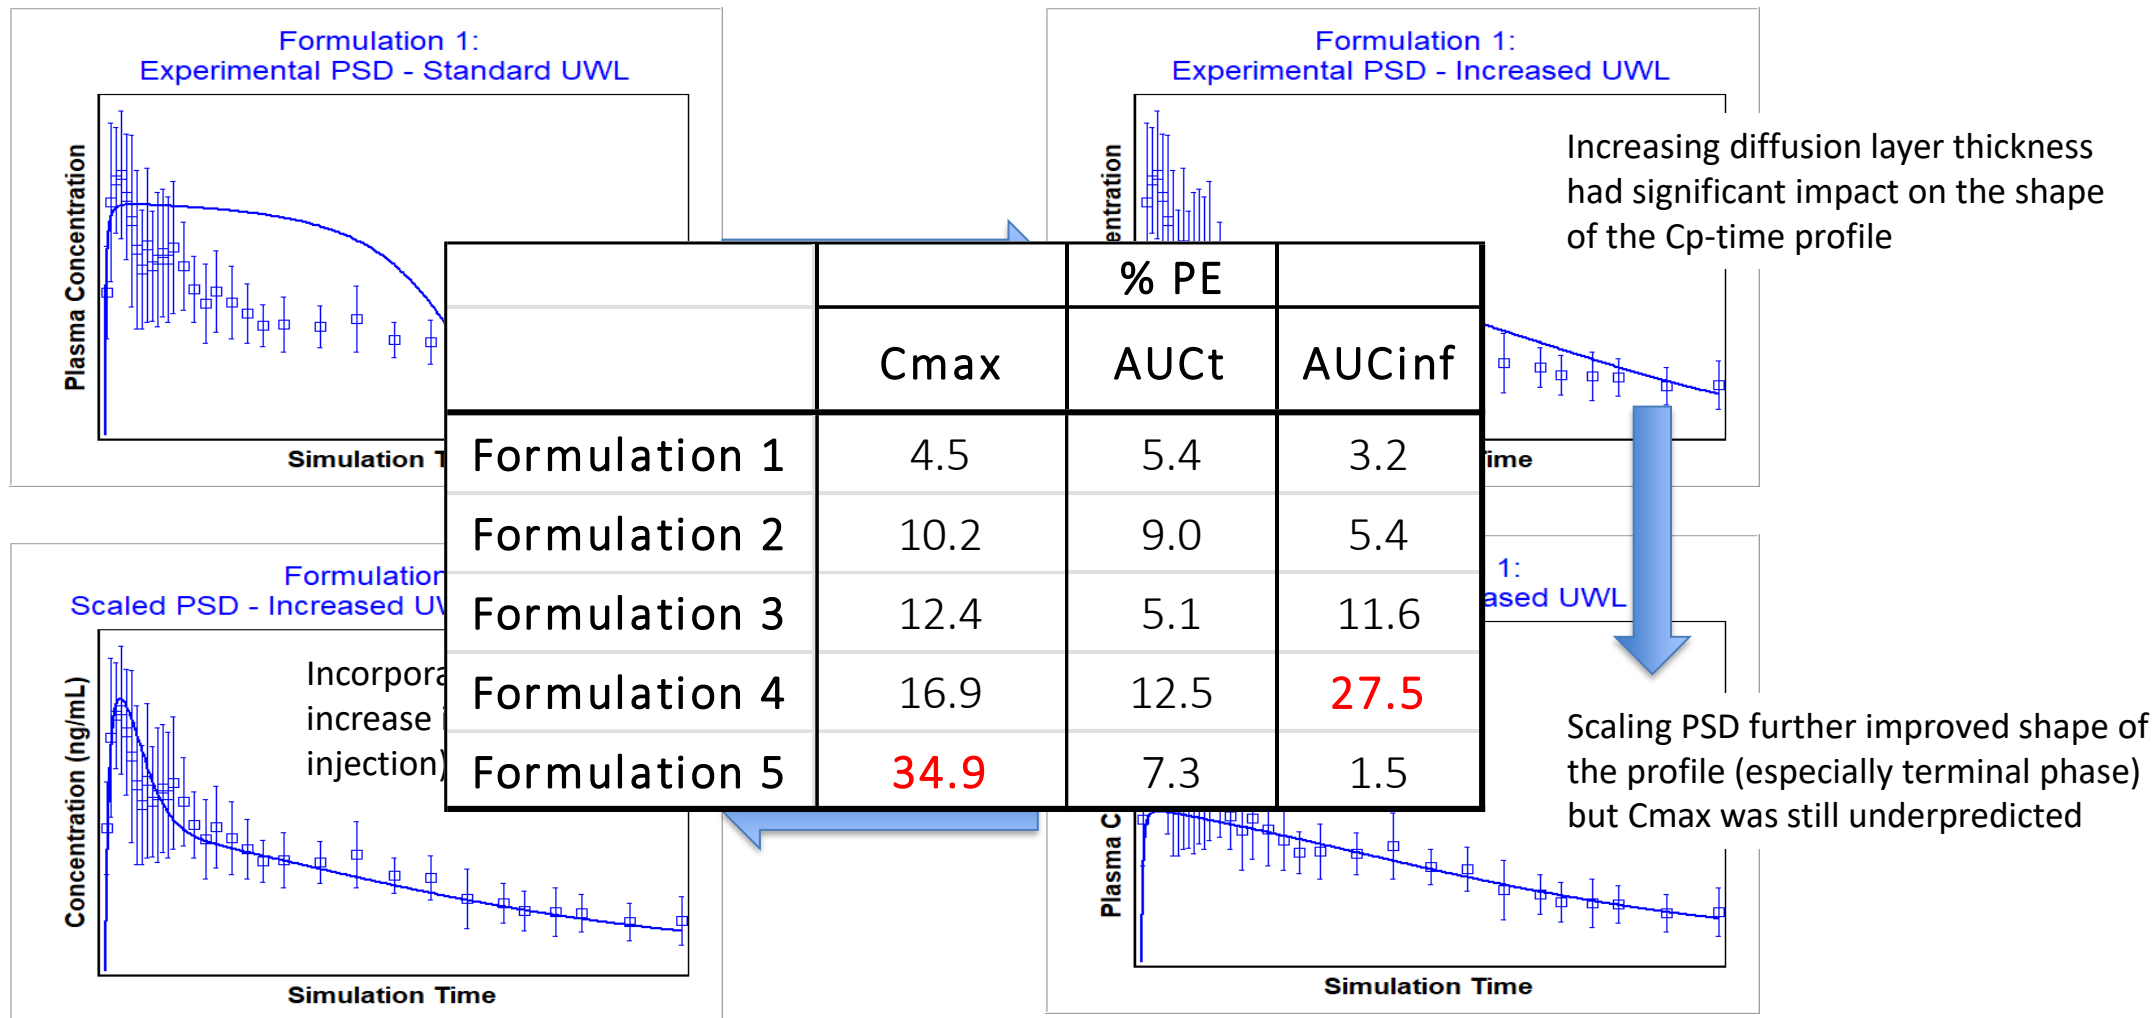 Formulation 1:
Experimental PSD - Standard UWL
Plasma Concentration
Simulation
Formulation 1:
Experimental PSD - Increased UWL
Increasing diffusion layer thickness
had significant impact on the shape
of the Cp-time profile
% PE
Cmax AUCt AUCinf
Formulation 1 4.5 5.4 3.2
Formulation 2 10.2 9.0 5.4
Formulation 3 12.4 5.1 11.6
Formulation 4 16.9 12.5 27.5
Formulation 5 34.9 7.3 1.5
Scaled PSD - Increased
increase
injection)
Concentration (ng/mL)
Simulation Time
1:
UWL
Scaling PSD further improved shape of
the profile (especially terminal phase)
but Cmax was still underpredicted
Plasma
Simulation Time